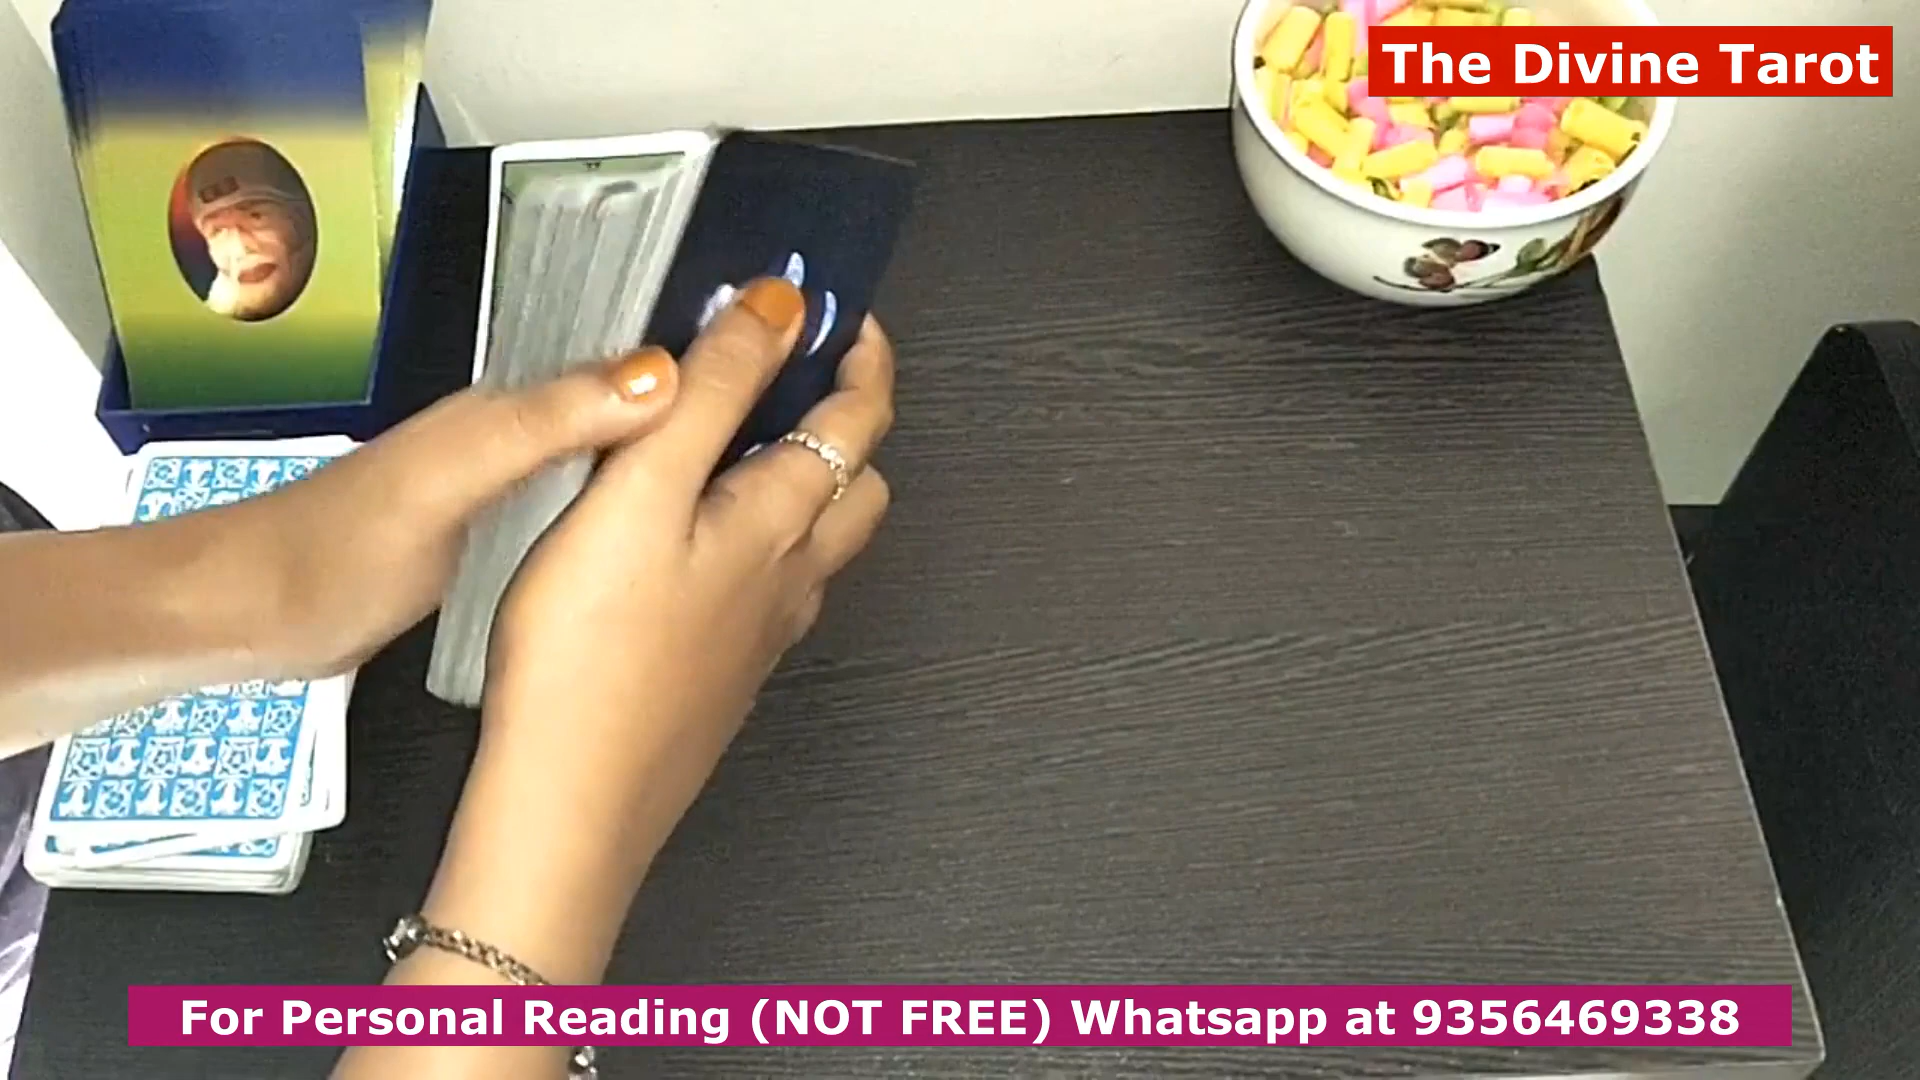 The Divine Tarot
For Personal Reading (NOT FREE) Whatsapp at 9356469338